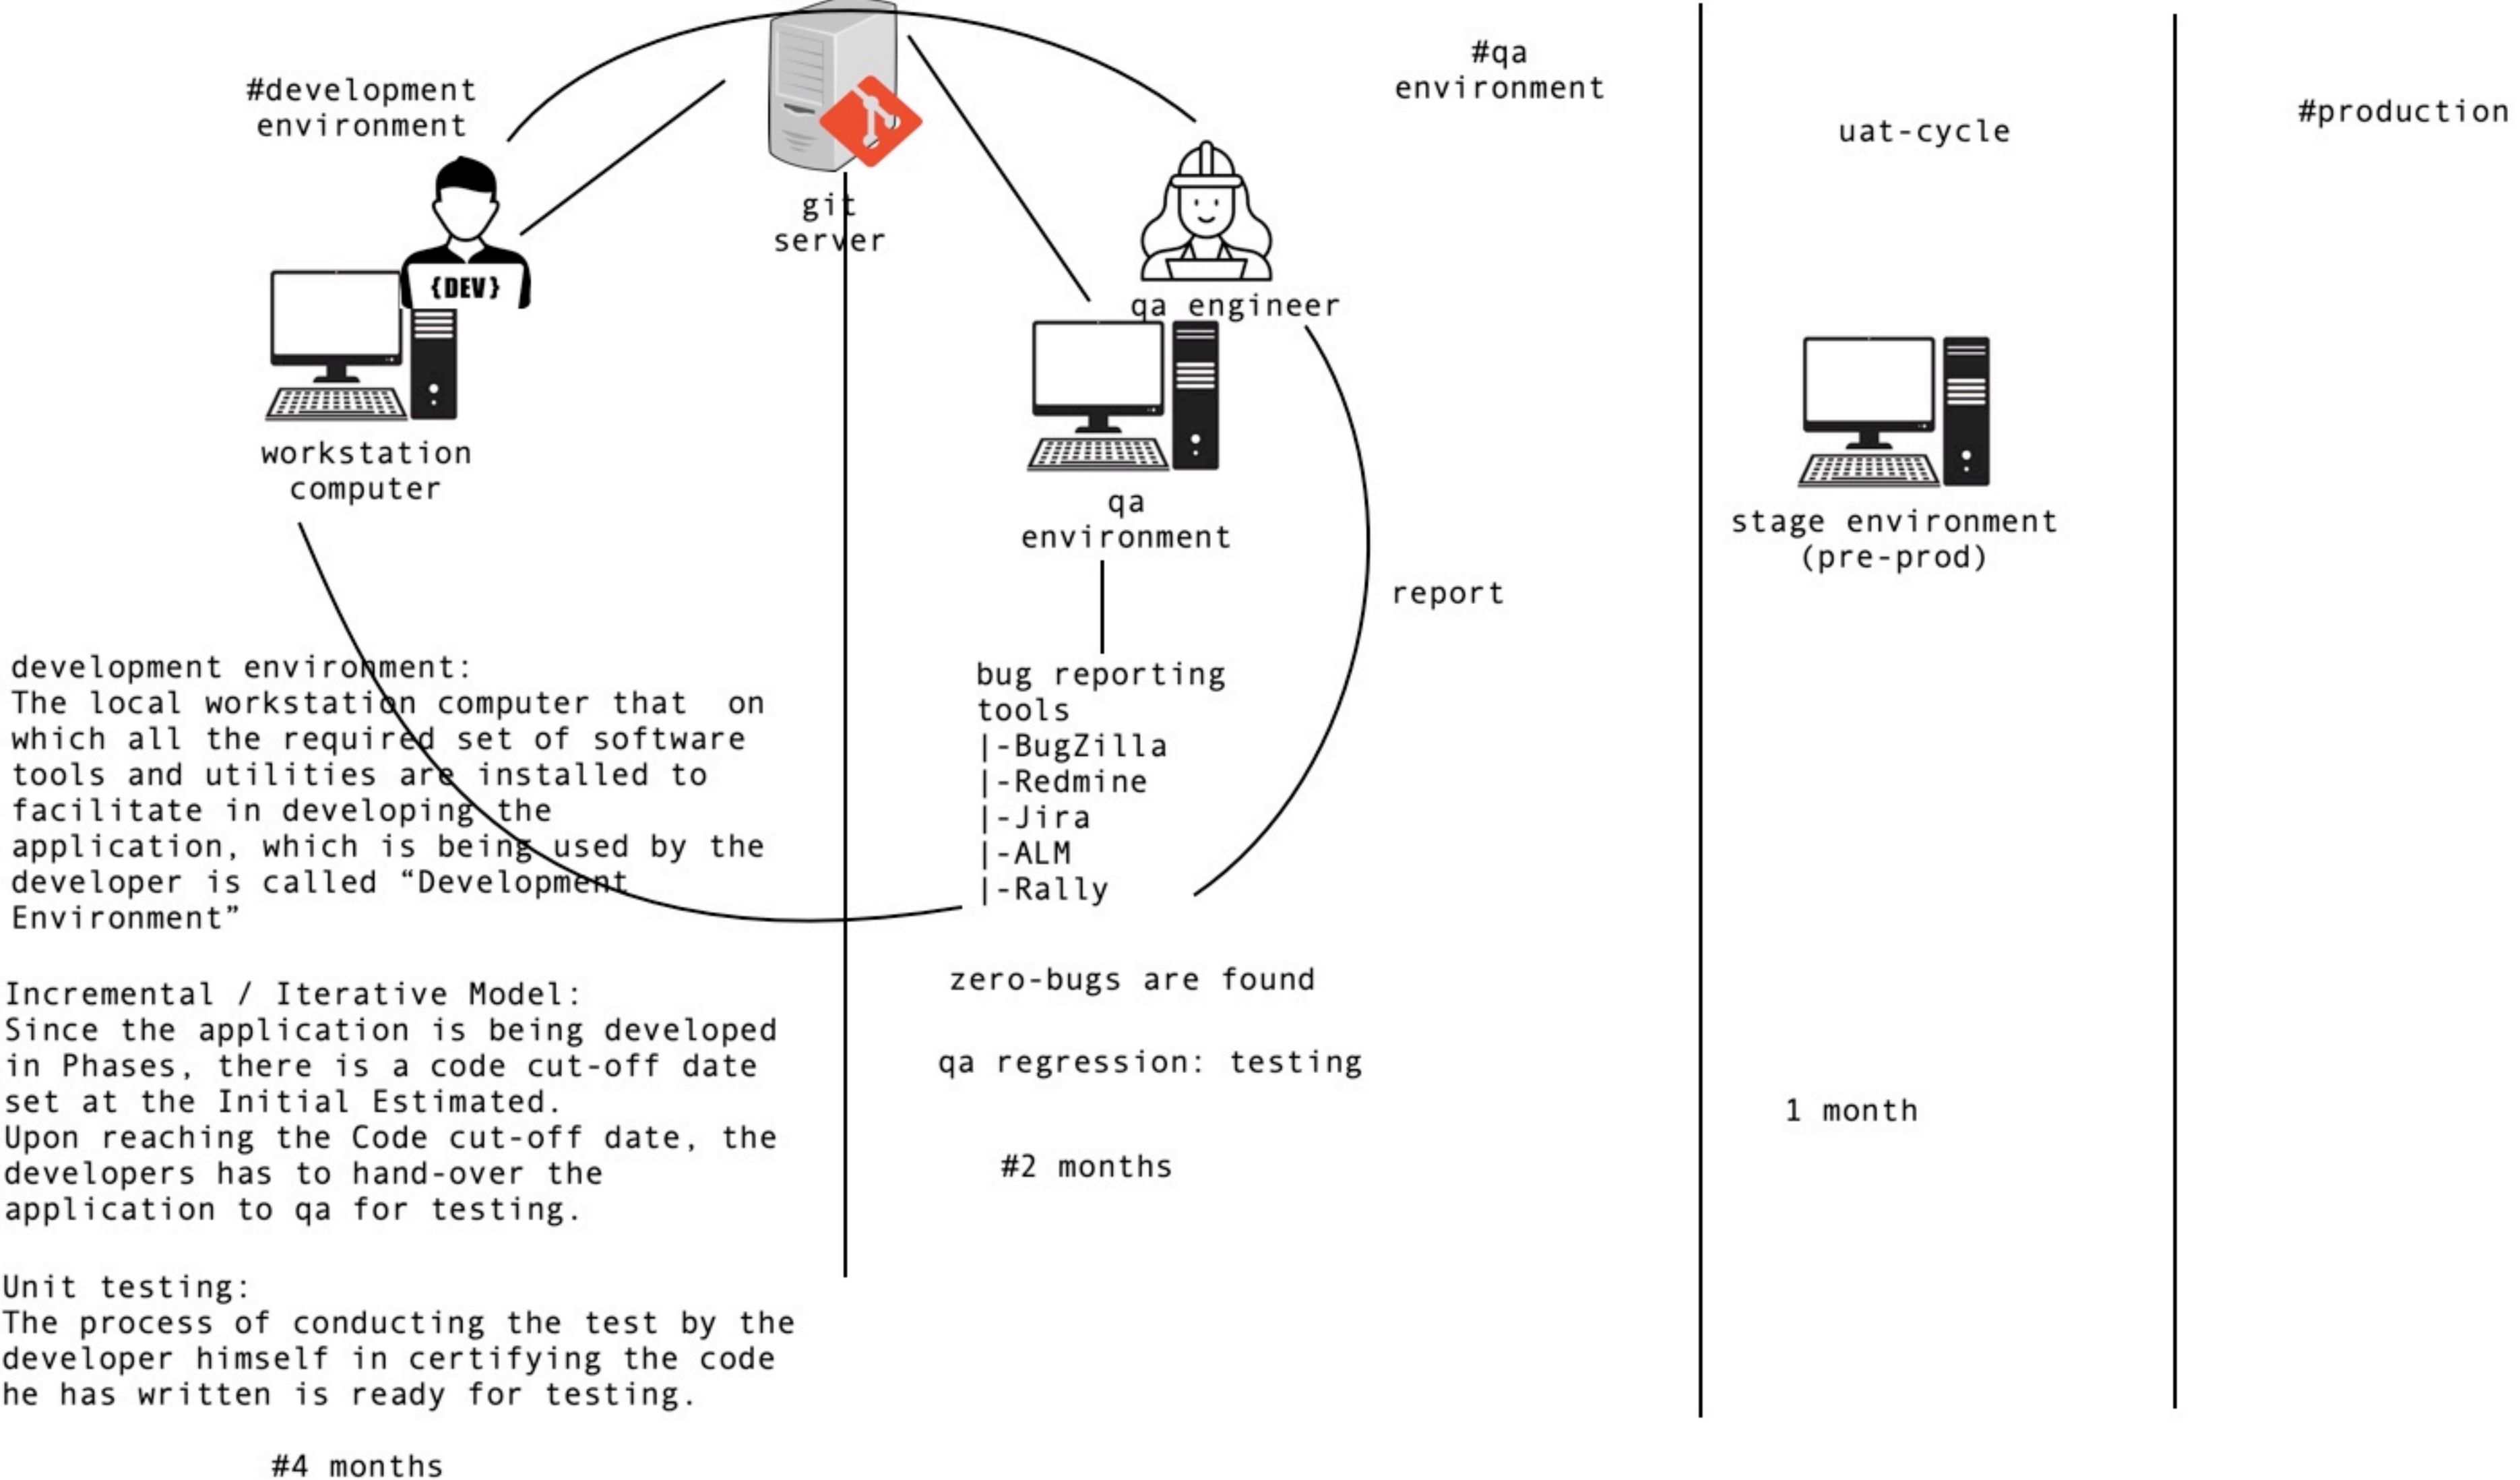 #development
environment
{DEV}
workstation
computer
git
server
#qa
environment
qa engineer
qa
environment
report
bug reporting
tools
|-BugZilla
|-Redmine
|-Jira
|-ALM
|-Rally
zero-bugs are found
qa regression: testing
#2 months
development environment:
The local workstation computer that  on
which all the required set of software
tools and utilities are installed to
facilitate in developing the
application, which is being used by the
developer is called “Development
Environment”
Incremental / Iterative Model:
Since the application is being developed
in Phases, there is a code cut-off date
set at the Initial Estimated.
Upon reaching the Code cut-off date, the
developers has to hand-over the
application to qa for testing.
Unit testing:
The process of conducting the test by the
developer himself in certifying the code
he has written is ready for testing.
#4 months
uat-cycle
stage environment
(pre-prod)
1 month
#production